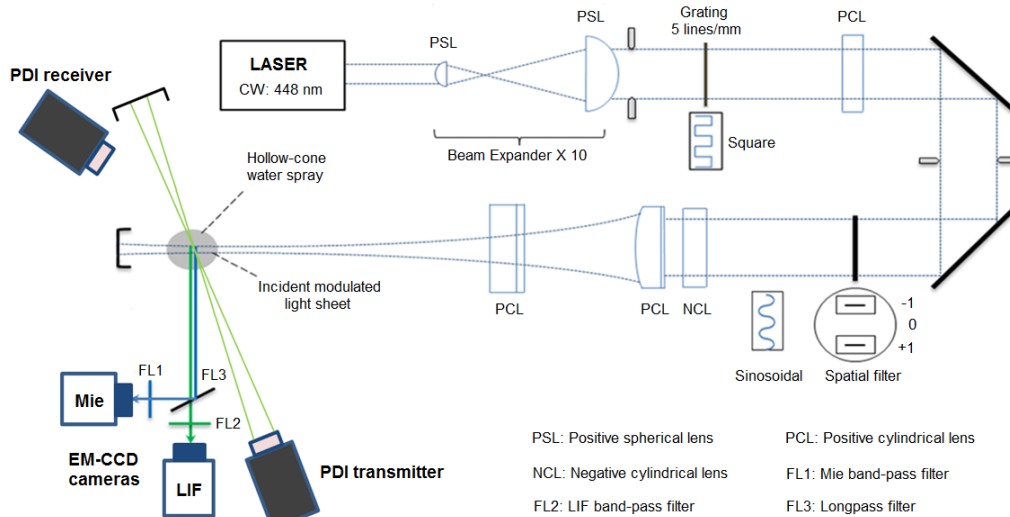 PSL
PSL
Grating
5 lines/mm
PCL
LASER
CW: 448 nm
PDI receiver
Square
Beam Expander X 10
Hollow-cone
water spray
Incident modulated
light sheet
PCL
PCL
NCL
-1
0
+1
Sinosoidal
Spatial filter
FL1
FL3
Mie
FL2
EM-CCD
cameras
LIF
PDI transmitter
PSL: Positive spherical lens
PCL: Positive cylindrical lens
NCL: Negative cylindrical lens
FL1: Mie band-pass filter
FL2: LIF band-pass filter
FL3: Longpass filter